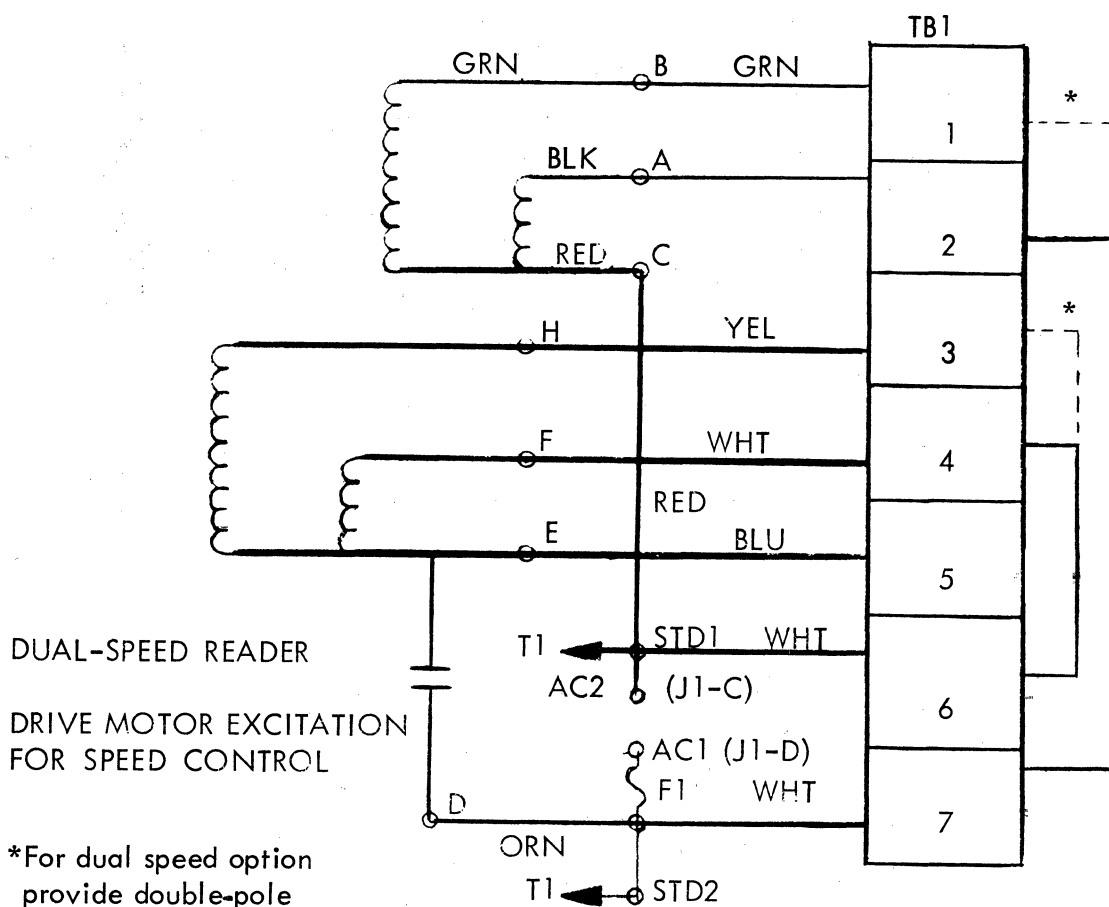 TB1
GRN B GRN
*
1
BLK A
2
RED C
*
H YEL
3
F WHT
4
RED
E BLU
5
DUAL-SPEED READER
T1 STD1 WHT
AC2 (J1-C)
6
DRIVE MOTOR EXCITATION
FOR SPEED CONTROL
AC1 (J1-D)
F1 WHT
D
7
ORN
*For dual speed option
provide double-pole
T1 STD2